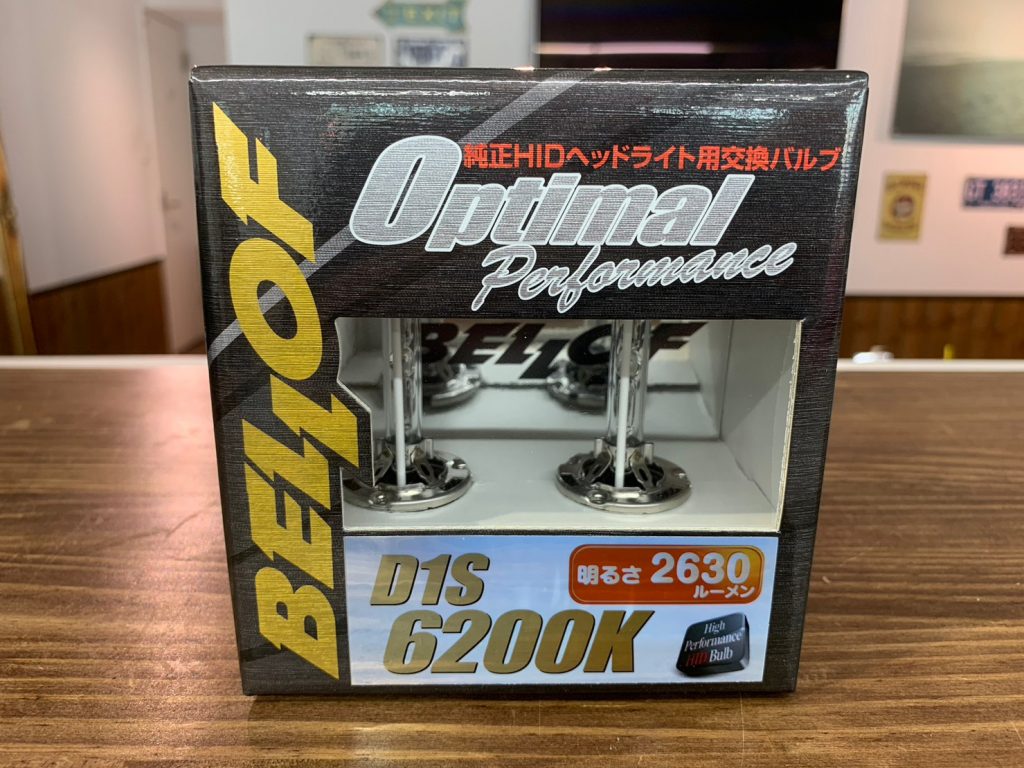 EXIT
BELLOF
純正HIDヘッドライト用交換バルブ
Optimal
Performance
BELLOF
D1S
6200K
明るさ 2630
ルーメン
High
Performance
HID Bulb